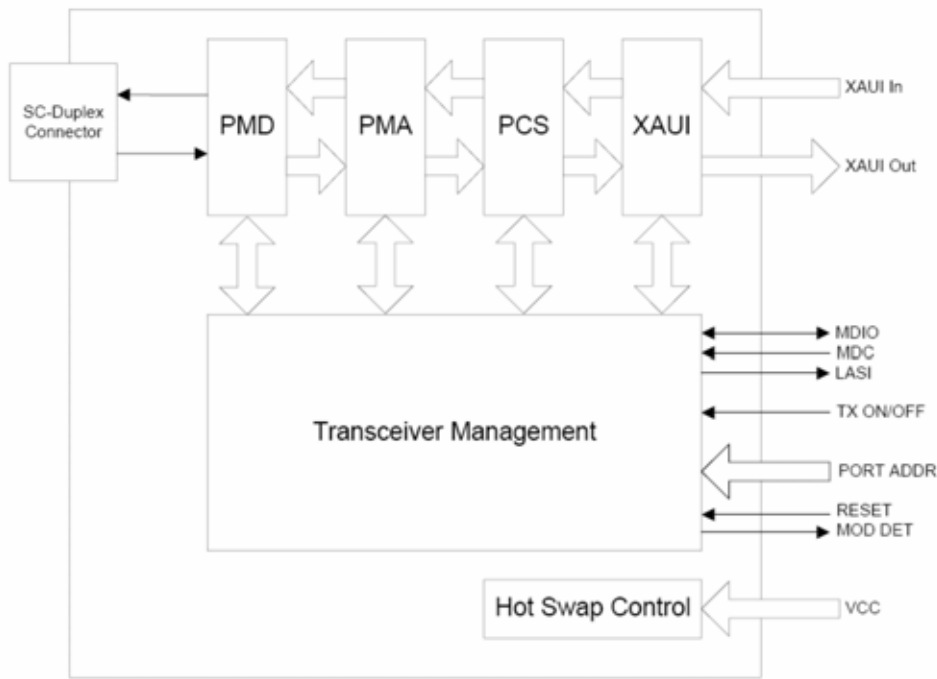 SC-Duplex
Connector
PMD
PMA
PCS
XAUI
XAUI In
XAUI Out
Transceiver Management
MDIO
MDC
LASI
TX ON/OFF
PORT ADDR
RESET
MOD DET
Hot Swap Control
VCC